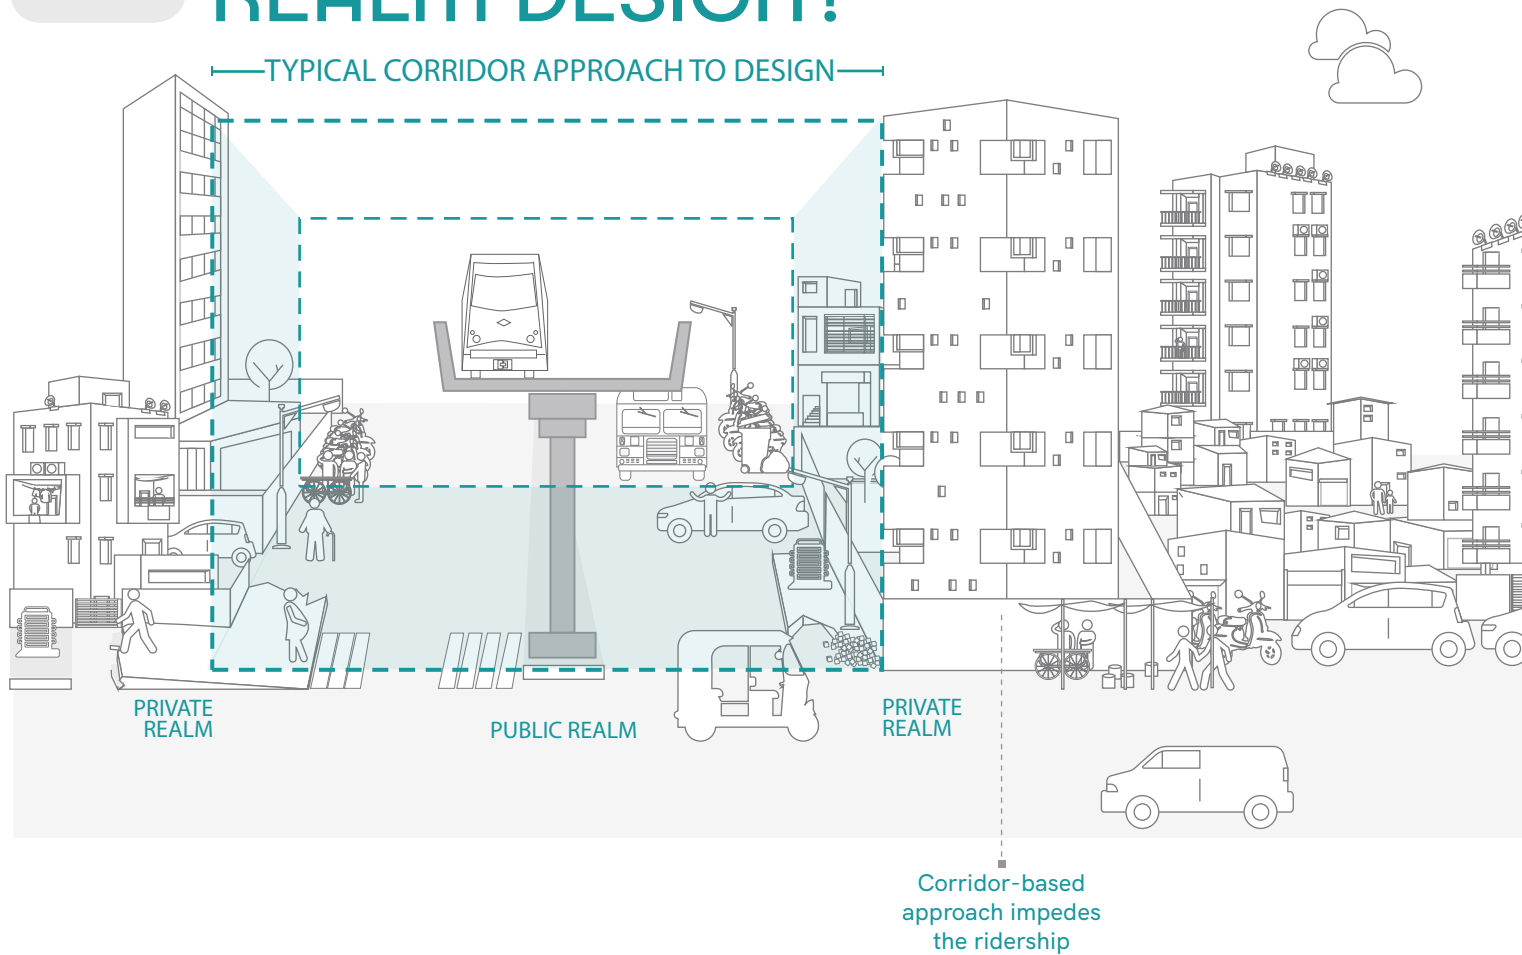 TYPICAL CORRIDOR APPROACH TO DESIGN
PRIVATE
REALM
PUBLIC REALM
PRIVATE
REALM
Corridor-based
approach impedes
the ridership